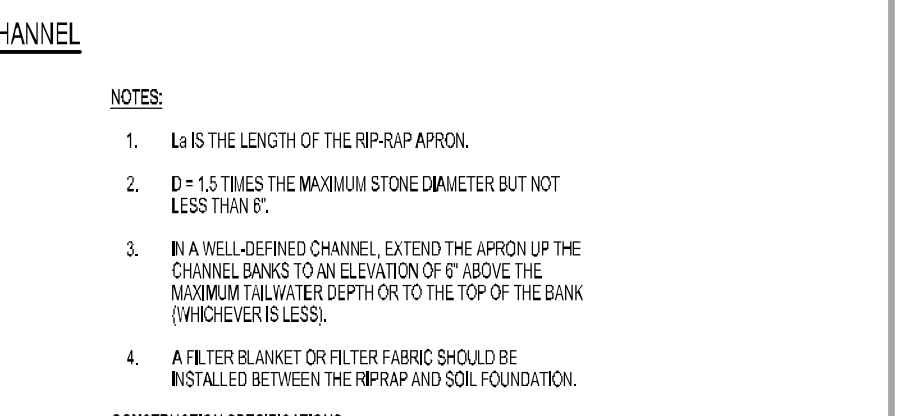 HANNEL
NOTES:
1. La IS THE LENGTH OF THE RIP-RAP APRON.
2. D = 1.5 TIMES THE MAXIMUM STONE DIAMETER BUT NOT
LESS THAN 6".
3. IN A WELL-DEFINED CHANNEL, EXTEND THE APRON UP THE
CHANNEL BANKS TO AN ELEVATION OF 6" ABOVE THE
MAXIMUM TAILWATER DEPTH OR TO THE TOP OF THE BANK
(WHICHEVER IS LESS).
4. A FILTER BLANKET OR FILTER FABRIC SHOULD BE
INSTALLED BETWEEN THE RIPRAP AND SOIL FOUNDATION.
CONSTRUCTION SPECIFICATIONS